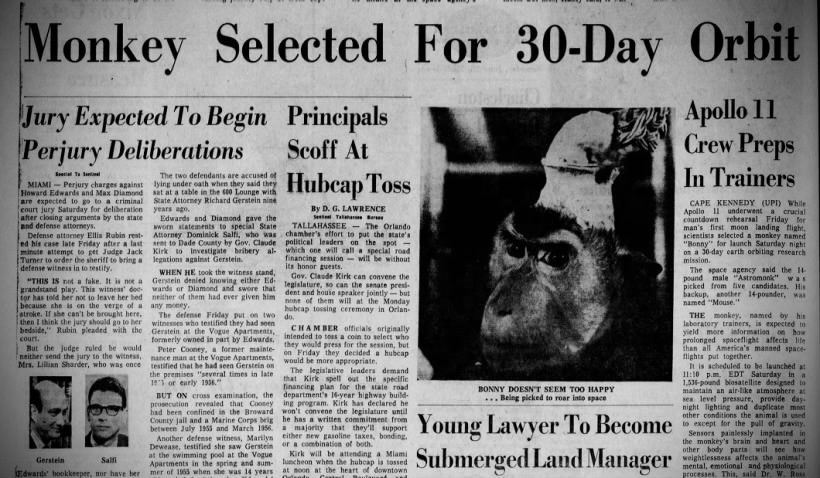 Monkey Selected For 30-Day Orbit
Jury Expected To Begin
Perjury Deliberations
Special To Sentinel
MIAMI — Perjury charges against
Howard Edwards and Max Diamond
are expected to go to a criminal
court jury Saturday for deliberation
after closing arguments by the state
and defense attorneys.
Defense attorney Ellis Rubin rest-
ed his case late Friday after a last
minute attempt to get Judge Jack
Turner to order the sheriff to bring a
defense witness in to testify.
"THIS IS not a fake. It is not a
grandstand play. This witness' doc-
tor has told her not to leave her bed
because she is on the verge of a
stroke. If she can't be brought here,
then I think the jury should go to her
bedside," Rubin pleaded with the
court.
But the judge ruled he would
neither send the jury to the witness,
Mrs. Lillian Sharder, who was once
Gerstein Salli
Edwards' bookkeeper, nor have her
The two defendants are accused of
lying under oath when they said they
sat at a table in the 600 Lounge with
State Attorney Richard Gerstein nine
years ago.
Edwards and Diamond gave the
sworn statements to special State
Attorney Dominick Salfi, who was
sent to Dade County by Gov. Claude
Kirk to investigate bribery al-
legations against Gerstein.
WHEN HE took the witness stand,
Gerstein denied knowing either Ed-
wards or Diamond and swore that
neither of them had ever given him
any money.
The defense Friday put on two
witnesses who testified they had seen
Gerstein at the Vogue Apartments,
formerly owned in part by Edwards.
Peter Cooney, a former mainte-
nance man at the Vogue Apartments,
testified that he had seen Gerstein on
the premises "several times in late
or early 1956."
BUT ON cross examination, the
prosecution revealed that Cooney
had been confined in the Broward
County jail and a Marine Corps brig
between July 1955 and March 1956.
Another defense witness, Marilyn
Dewease, testified she saw Gerstein
at the swimming pool at the Vogue
Apartments in the spring and sum-
mer of 1955 when she was 14 years
Principals
Scoff At
Hubcap Toss
By D. G. LAWRENCE
Sentinel Tallahassee Bureau
TALLAHASSEE — The Orlando
chamber's effort to put the state's
political leaders on the spot —
which one will call a special road
financing session — will be without
its honor guests.
Gov. Claude Kirk can convene the
legislature, so can the senate presi-
dent and house speaker jointly — but
none of them will be at the Monday
hubcap tossing ceremony in Orlan-
do.
CHAMBER officials originally
intended to toss a coin to select who
they would press for the session, but
on Friday they decided a hubcap
would be more appropriate.
The legislative leaders demand
that Kirk spell out the specific
financing plan for the state road
department's 16-year highway build-
ing program. Kirk has declared he
won't convene the legislature until
he has a written commitment from
a majority that they'll support
either new gasoline taxes, bonding,
or a combination of both.
Kirk will be attending a Miami
luncheon when the hubcap is tossed
at noon at the heart of downtown
BONNY DOESN'T SEEM TOO HAPPY
. . . Being picked to roar into space
Young Lawyer To Become
Submerged Land Manager
Apollo 11
Crew Preps
In Trainers
CAPE KENNEDY (UPI) While
Apollo 11 underwent a crucial
countdown rehearsal Friday for
man's first moon landing flight,
scientists selected a monkey named
"Bonny" for launch Saturday night
on a 30-day earth orbiting research
mission.
The space agency said the 14-
pound male "Astromonk" was
picked from five candidates. His
backup, another 14-pounder, was
named "Mouse."
THE monkey, named by his
laboratory trainers, is expected to
yield more information on how
prolonged spaceflight affects life
than all of America's manned space-
flights put together.
It is scheduled to be launched at
11:10 p.m. EDT Saturday in a
1,536-pound biosatellite designed to
maintain an air-like atmosphere at
sea level pressure, provide day-
night lighting and duplicate most
other conditions the animal is used
to except for the pull of gravity.
Sensors painlessly implanted in
the monkey's brain and heart and
other body parts will see how
weightlessness affects the animal's
mental, emotional and physiological
processes. This, said Dr. W. Ross